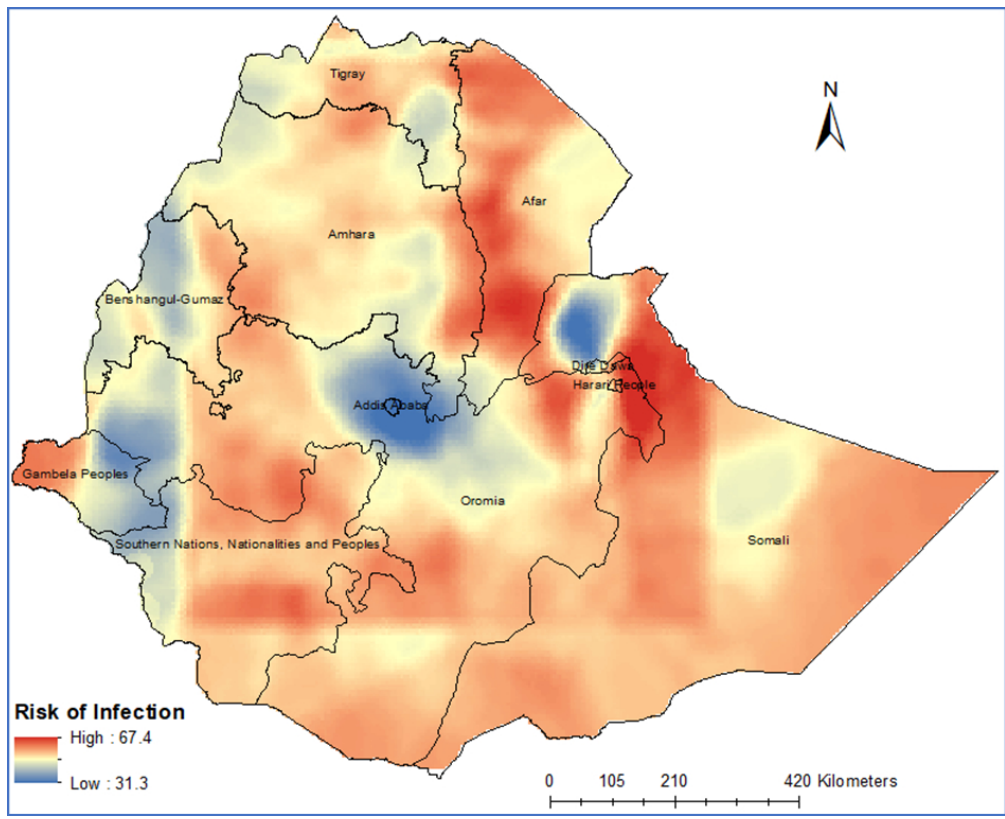 Tigray
N
Afar
Amhara
Benshangul-Gumaz
Dire Dawa
Harari People
Addis Ababa
Gambela Peoples
Oromia
Somali
Southern Nations, Nationalities and Peoples
Risk of Infection
High : 67.4
Low : 31.3
0 105 210 420 Kilometers